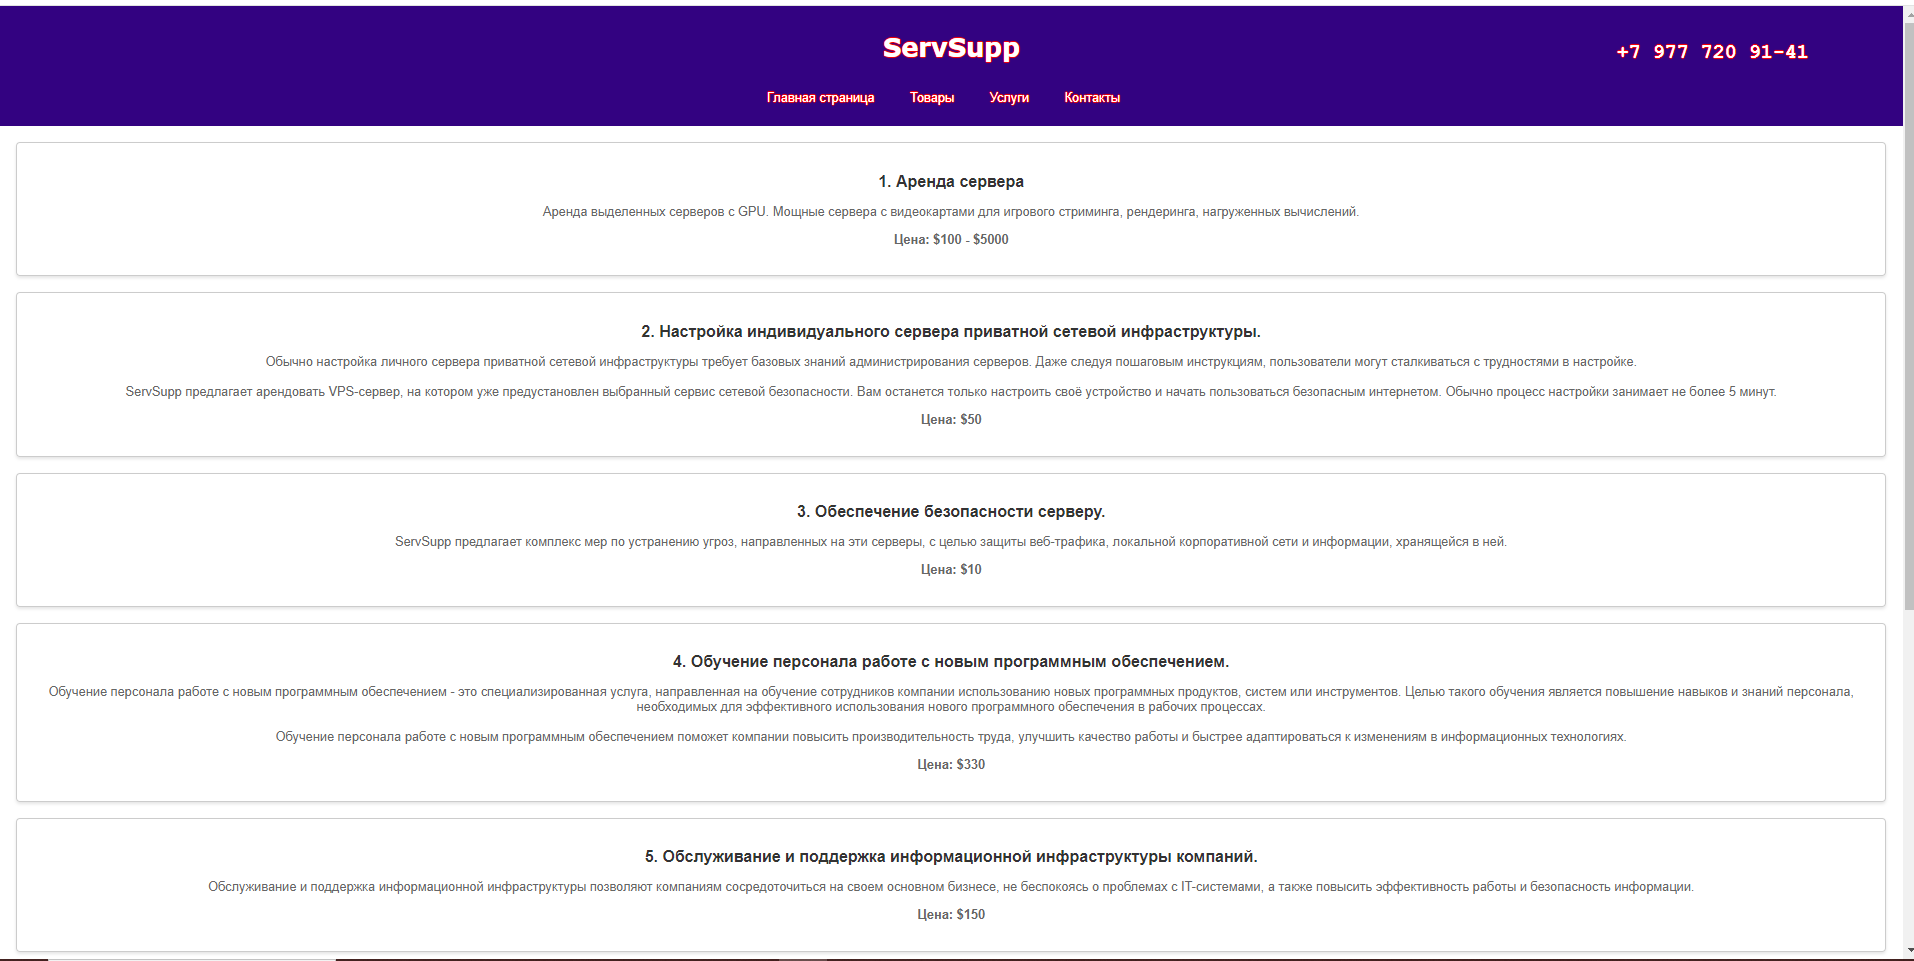 ServSupp
+7 977 720 91-41
Главная страница Товары Услуги Контакты
1. Аренда сервера
Аренда выделенных серверов с GPU. Мощные сервера с видеокартами для игрового стриминга, рендеринга, нагруженных вычислений.
Цена: $100 - $5000
2. Настройка индивидуального сервера приватной сетевой инфраструктуры.
Обычно настройка личного сервера приватной сетевой инфраструктуры требует базовых знаний администрирования серверов. Даже следуя пошаговым инструкциям, пользователи могут сталкиваться с трудностями в настройке.
ServSupp предлагает арендовать VPS-сервер, на котором уже предустановлен выбранный сервис сетевой безопасности. Вам останется только настроить своё устройство и начать пользоваться безопасным интернетом. Обычно процесс настройки занимает не более 5 минут.
Цена: $50
3. Обеспечение безопасности серверу.
ServSupp предлагает комплекс мер по устранению угроз, направленных на эти серверы, с целью защиты веб-трафика, локальной корпоративной сети и информации, хранящейся в ней.
Цена: $10
4. Обучение персонала работе с новым программным обеспечением.
Обучение персонала работе с новым программным обеспечением - это специализированная услуга, направленная на обучение сотрудников компании использованию новых программных продуктов, систем или инструментов. Целью такого обучения является повышение навыков и знаний персонала,
необходимых для эффективного использования нового программного обеспечения в рабочих процессах.
Обучение персонала работе с новым программным обеспечением поможет компании повысить производительность труда, улучшить качество работы и быстрее адаптироваться к изменениям в информационных технологиях.
Цена: $330
5. Обслуживание и поддержка информационной инфраструктуры компаний.
Обслуживание и поддержка информационной инфраструктуры позволяют компаниям сосредоточиться на своем основном бизнесе, не беспокоясь о проблемах с IT-системами, а также повысить эффективность работы и безопасность информации.
Цена: $150